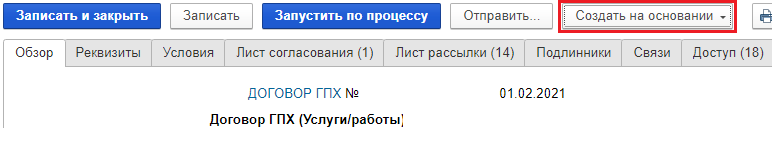 Записать и закрыть Записать Запустить по процессу Отправить... Создать на основании
Обзор Реквизиты Условия Лист согласования (1) Лист рассылки (14) Подлинники Связи Доступ (18)
ДОГОВОР ГПХ № 01.02.2021
Договор ГПХ (Услуги/работы)